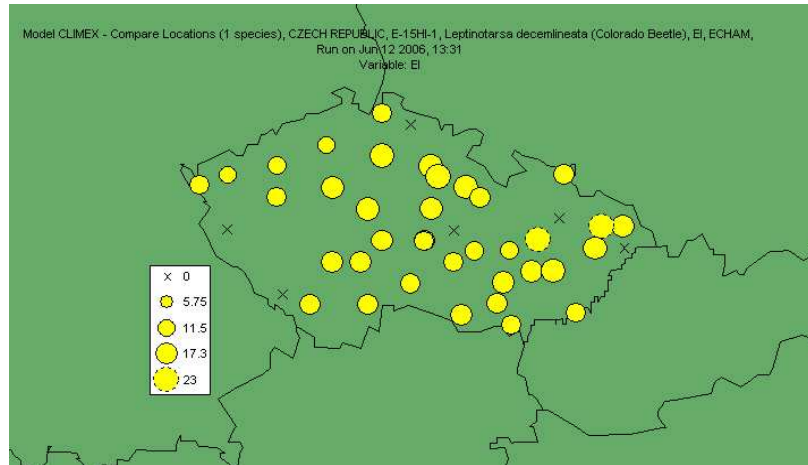 Model CLIMEX - Compare Locations (1 species), CZECH REPUBLIC, E-15HI-1, Leptinotarsa decemlineata (Colorado Beetle), EI, ECHAM,
Run on Jun 12 2006, 13:31
Variable: EI
0
5.75
11.5
17.3
23